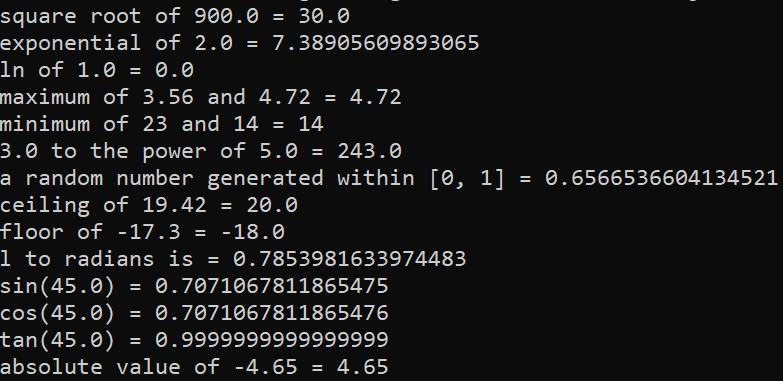 square root of 900.0 = 30.0
exponential of 2.0 = 7.38905609893065
ln of 1.0 = 0.0
maximum of 3.56 and 4.72 = 4.72
minimum of 23 and 14 = 14
3.0 to the power of 5.0 = 243.0
a random number generated within [0, 1] = 0.6566536604134521
ceiling of 19.42 = 20.0
floor of -17.3 = -18.0
l to radians is = 0.7853981633974483
sin(45.0) = 0.7071067811865475
cos(45.0) = 0.7071067811865476
tan(45.0) = 0.9999999999999999
absolute value of -4.65 = 4.65